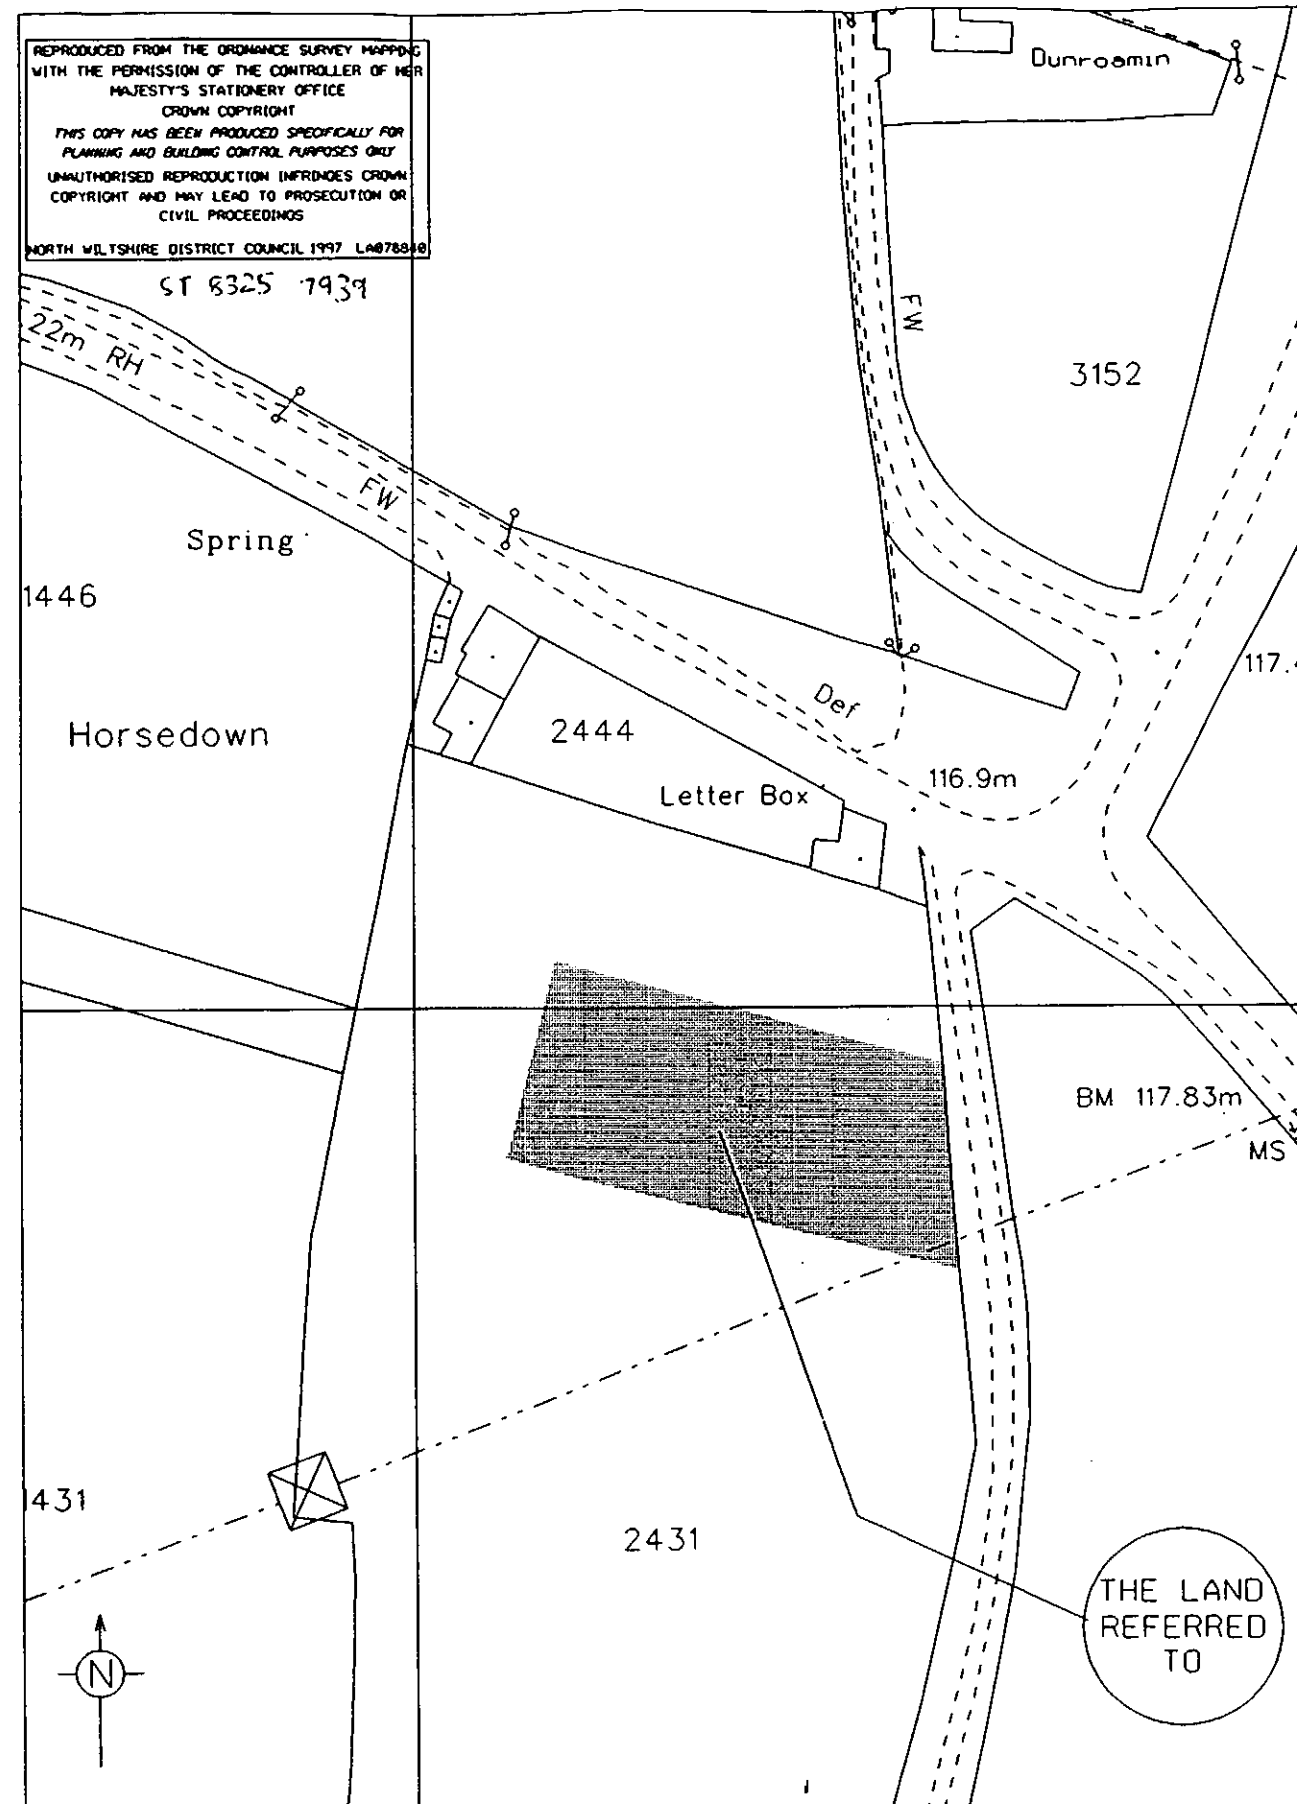 REPRODUCED FROM THE ORDNANCE SURVEY MAPPING
WITH THE PERMISSION OF THE CONTROLLER OF HER
MAJESTY'S STATIONERY OFFICE
CROWN COPYRIGHT
THIS COPY HAS BEEN PRODUCED SPECIFICALLY FOR
PLANNING AND BUILDING CONTROL PURPOSES ONLY
UNAUTHORISED REPRODUCTION INFRINGES CROWN
COPYRIGHT AND MAY LEAD TO PROSECUTION OR
CIVIL PROCEEDINGS
NORTH WILTSHIRE DISTRICT COUNCIL 1997 LA078840
ST 8325 7939
Dunroamin
22m RH
FW
3152
FW
Spring
1446
117.4
Def
Horsedown
2444
116.9m
Letter Box
BM 117.83m
MS
1431
2431
THE LAND
REFERRED
TO
N